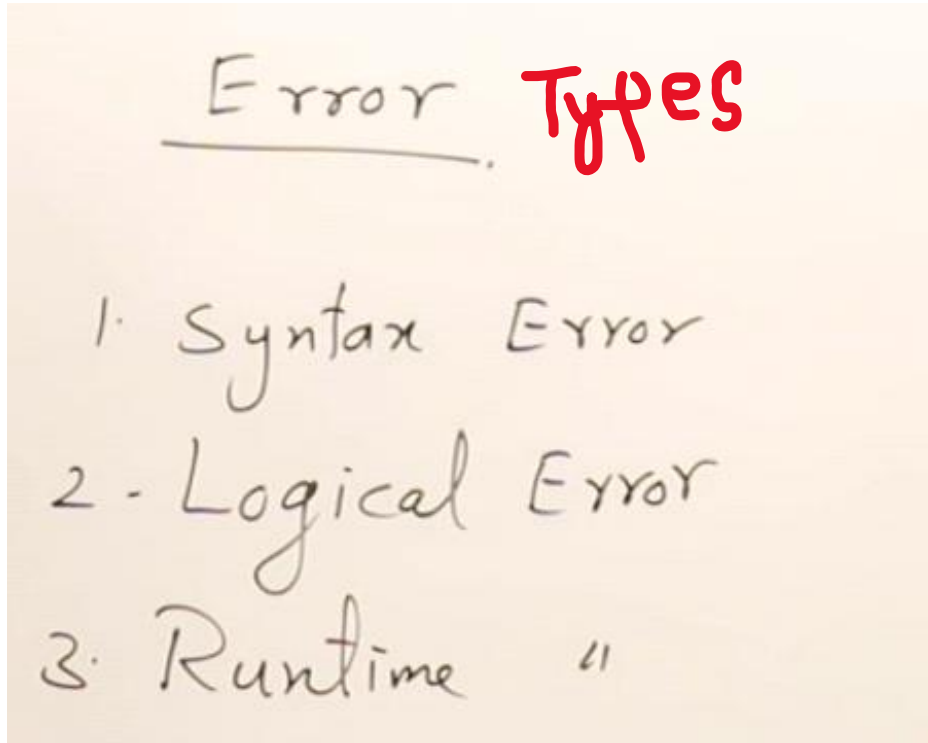 Error Types
1. Syntax Error
2 - Logical Error
3. Runtime "